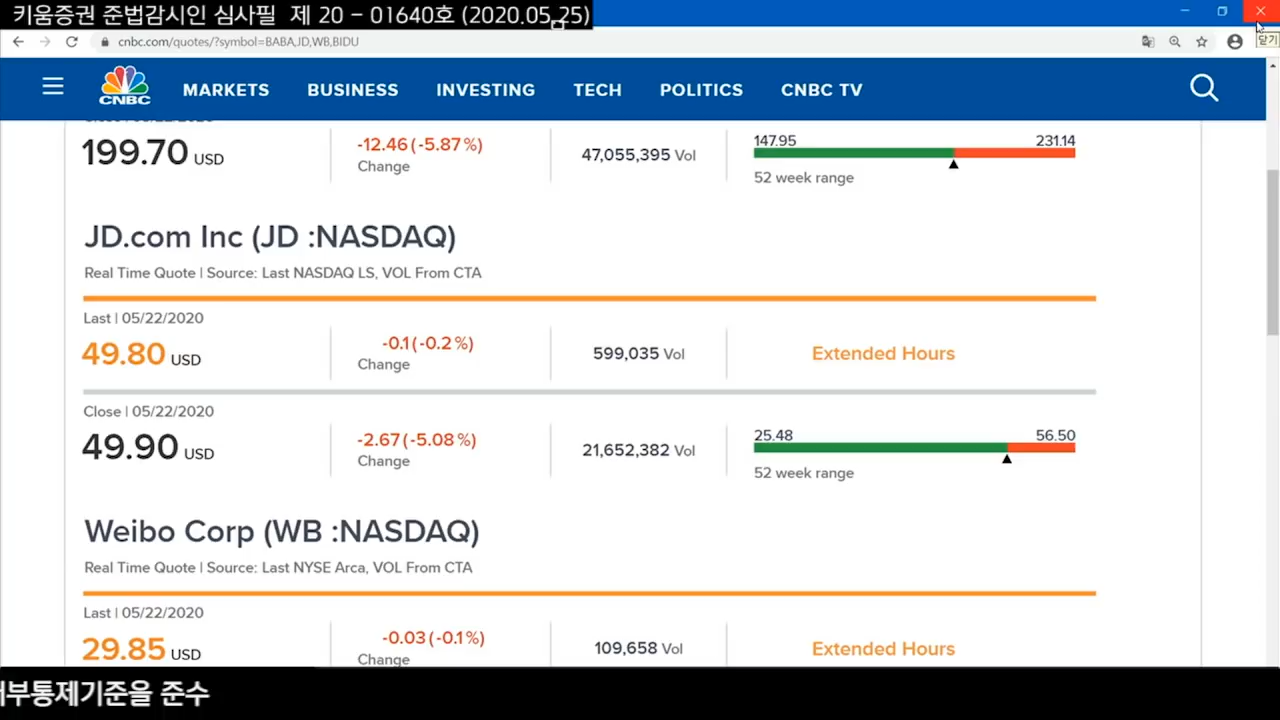 키움증권 준법감시인 심사필 제 20 - 01640호 (2020.05.25)
cnbc.com/quotes/?symbol=BABA,JD,WB,BIDU
닫기
CNBC MARKETS BUSINESS INVESTING TECH POLITICS CNBC TV
Close | 05/22/2020
199.70 USD
-12.46 (-5.87%)
Change
47,055,395 Vol
147.95 231.14
52 week range
JD.com Inc (JD :NASDAQ)
Real Time Quote | Source: Last NASDAQ LS, VOL From CTA
Last | 05/22/2020
49.80 USD
-0.1 (-0.2%)
Change
599,035 Vol
Extended Hours
Close | 05/22/2020
49.90 USD
-2.67 (-5.08%)
Change
21,652,382 Vol
25.48 56.50
52 week range
Weibo Corp (WB :NASDAQ)
Real Time Quote | Source: Last NYSE Arca, VOL From CTA
Last | 05/22/2020
29.85 USD
-0.03 (-0.1%)
Change
109,658 Vol
Extended Hours
내부통제기준을 준수